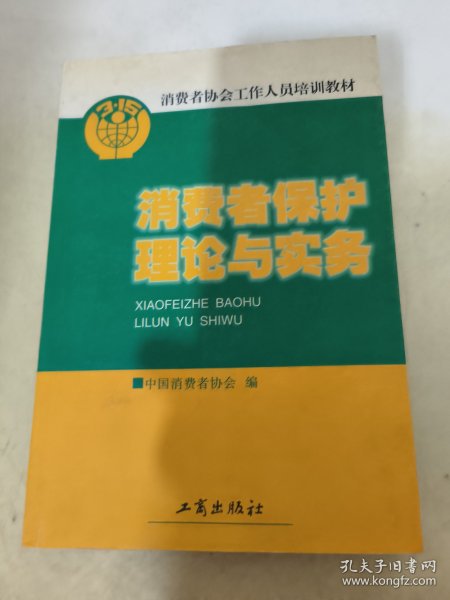 消费者协会工作人员培训教材
3·15
消费者保护
理论与实务
XIAOFEIZHE BAOHU
LILUN YU SHIWU
■中国消费者协会 编
工商出版社
孔夫子旧书网
www.kongfz.com